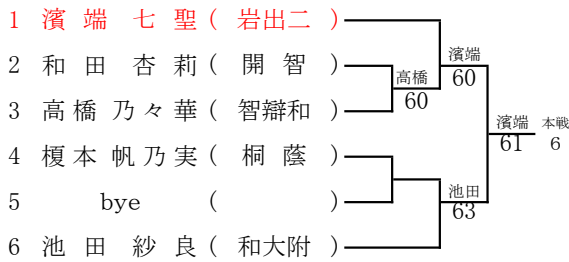 1 濱端 七聖 ( 岩出二 )
2 和田 杏莉 ( 開智 )
3 高橋 乃々華 ( 智辯和 )
4 榎本 帆乃実 ( 桐蔭 )
5 bye ( )
6 池田 紗良 ( 和大附 )
高橋
60
濱端
60
池田
63
濱端
61
本戦
6